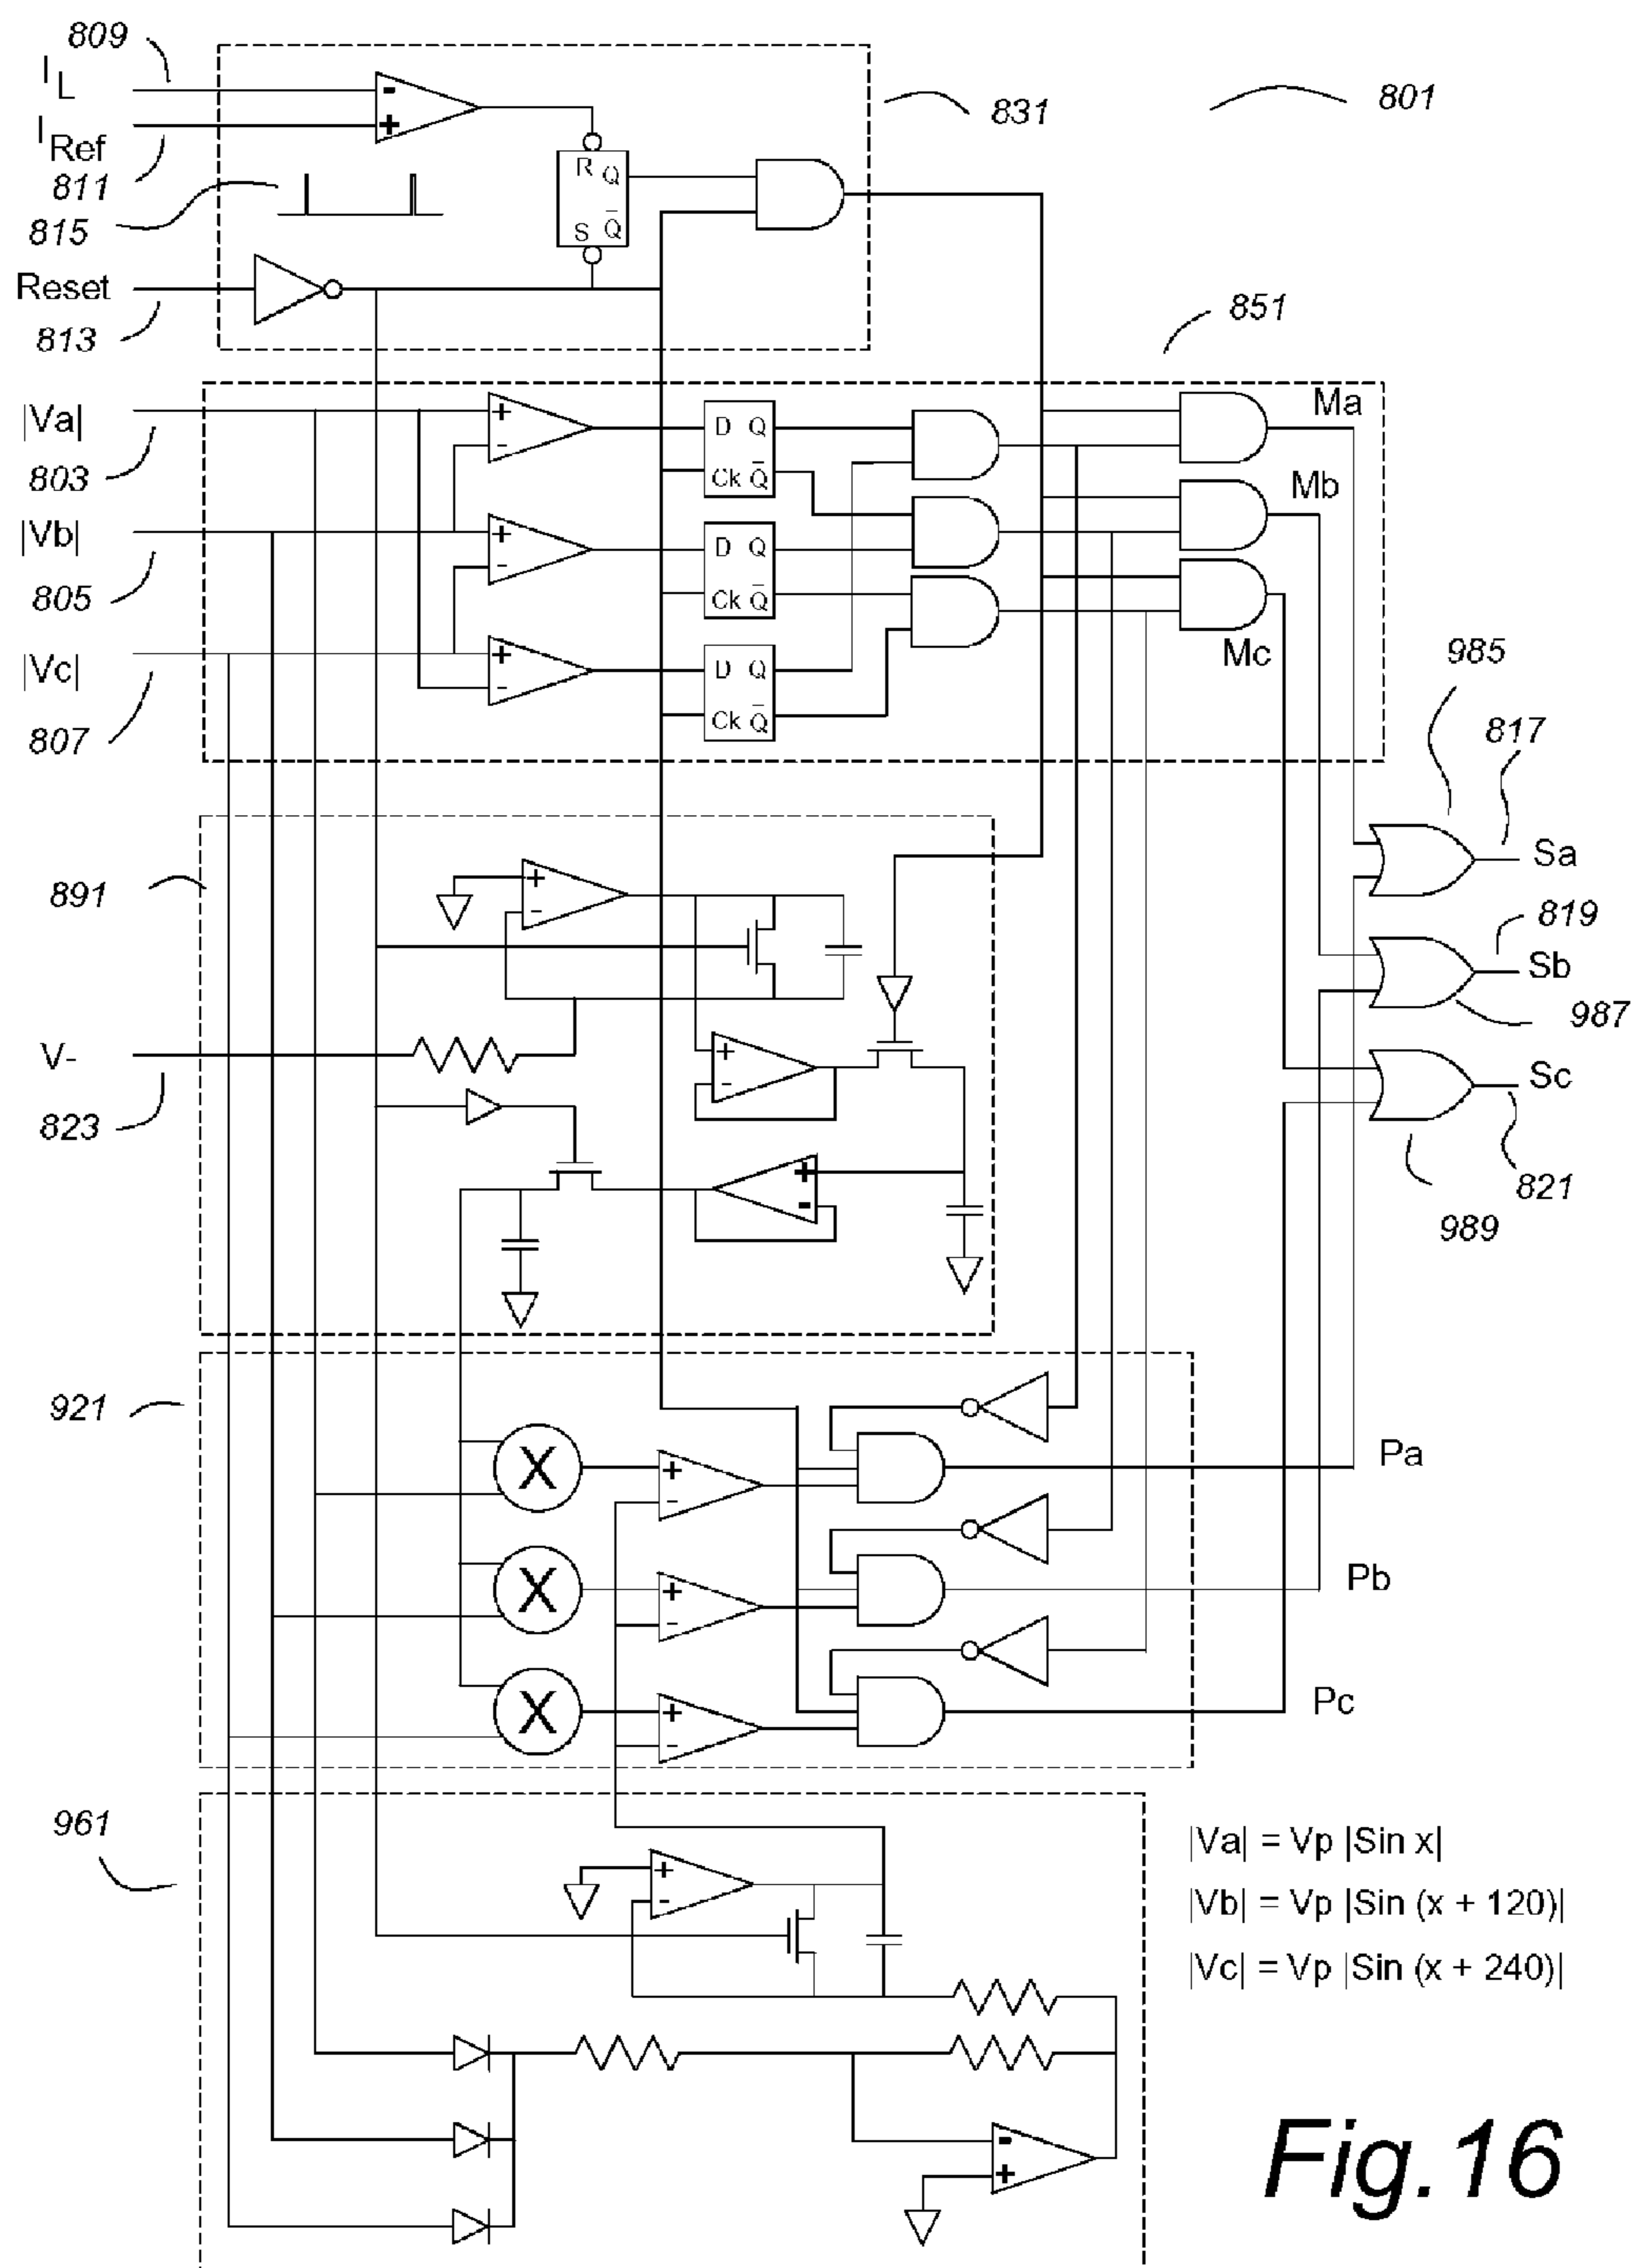 809
I L
I Ref
811
815
Reset
813
- +
R Q
S Q̅
831
801
851
|Va|
803
|Vb|
805
|Vc|
807
+ -
+ -
+ -
D Q
Ck Q̅
D Q
Ck Q̅
D Q
Ck Q̅
Ma
Mb
Mc
985
817
Sa
819
Sb
987
Sc
821
989
891
+ -
V-
823
+ -
+ -
921
X
X
X
+ -
+ -
+ -
Pa
Pb
Pc
961
+ -
- +
|Va| = Vp |Sin x|
|Vb| = Vp |Sin (x + 120)|
|Vc| = Vp |Sin (x + 240)|
Fig.16